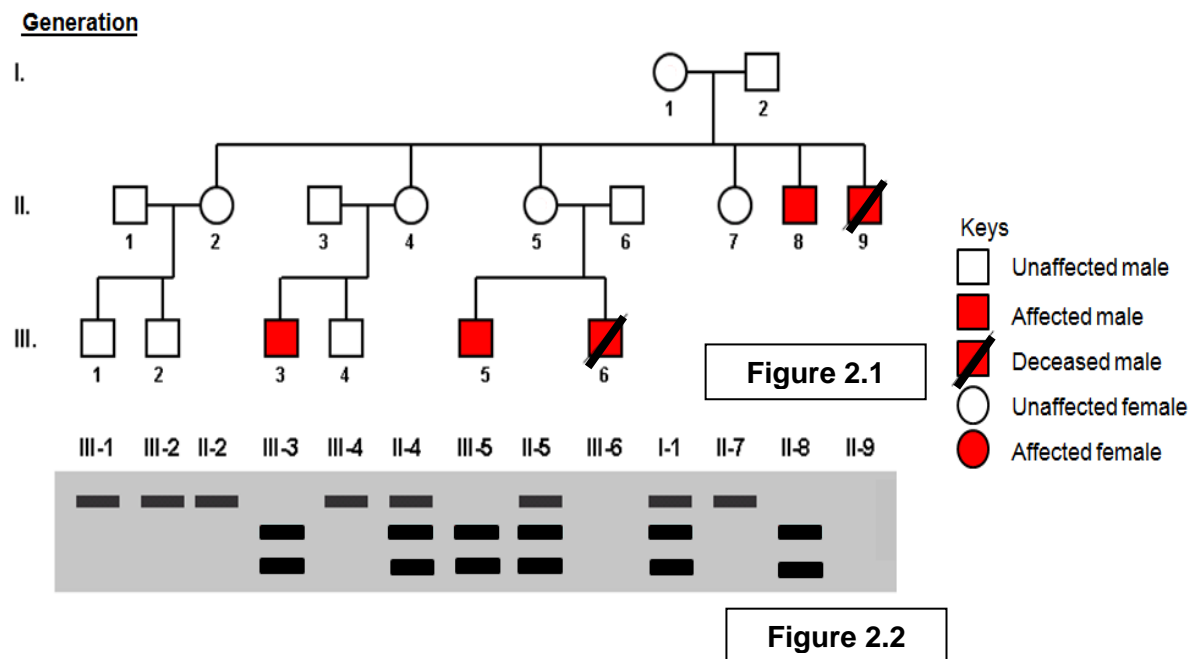 Generation
I.
1 2
II.
1 2 3 4 5 6 7 8 9
III.
1 2 3 4 5 6
Figure 2.1
Keys
Unaffected male
Affected male
Deceased male
Unaffected female
Affected female
III-1 III-2 II-2 III-3 III-4 II-4 III-5 II-5 III-6 I-1 II-7 II-8 II-9
Figure 2.2